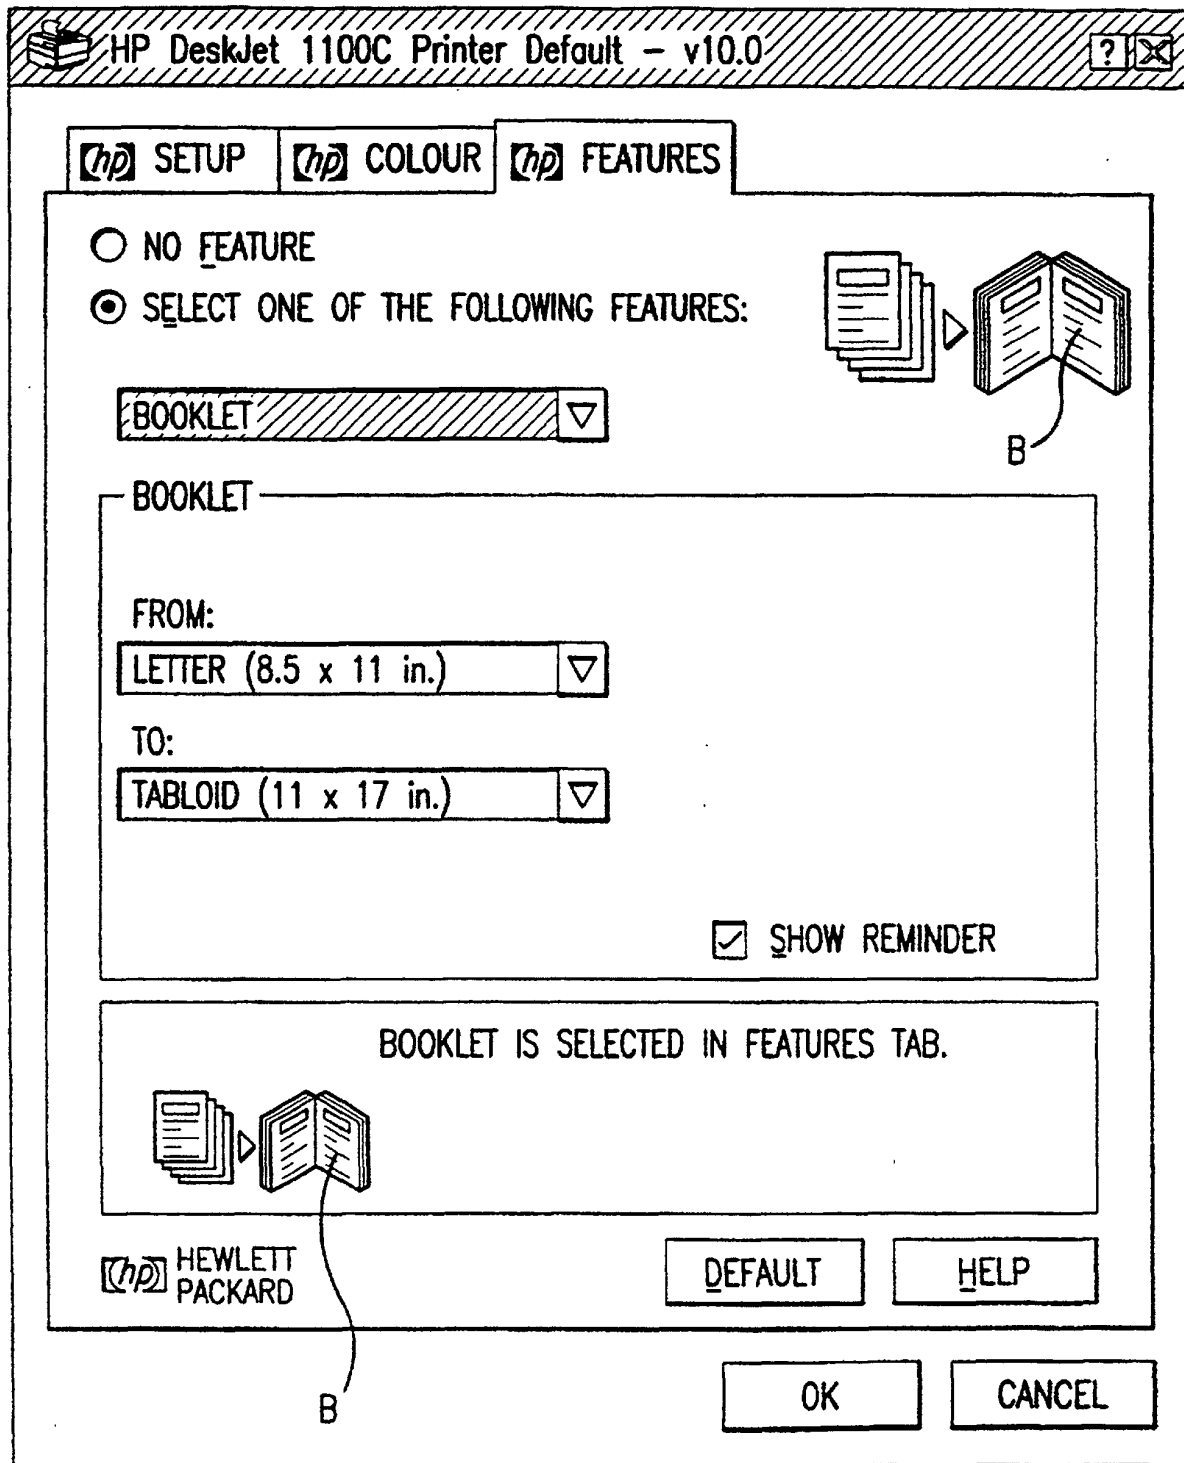 HP DeskJet 1100C Printer Default – v10.0 ? X
hp SETUP hp COLOUR hp FEATURES
NO FEATURE
SELECT ONE OF THE FOLLOWING FEATURES:
BOOKLET
B
BOOKLET
FROM:
LETTER (8.5 x 11 in.)
TO:
TABLOID (11 x 17 in.)
SHOW REMINDER
BOOKLET IS SELECTED IN FEATURES TAB.
hp HEWLETT
PACKARD
DEFAULT HELP
B
OK CANCEL